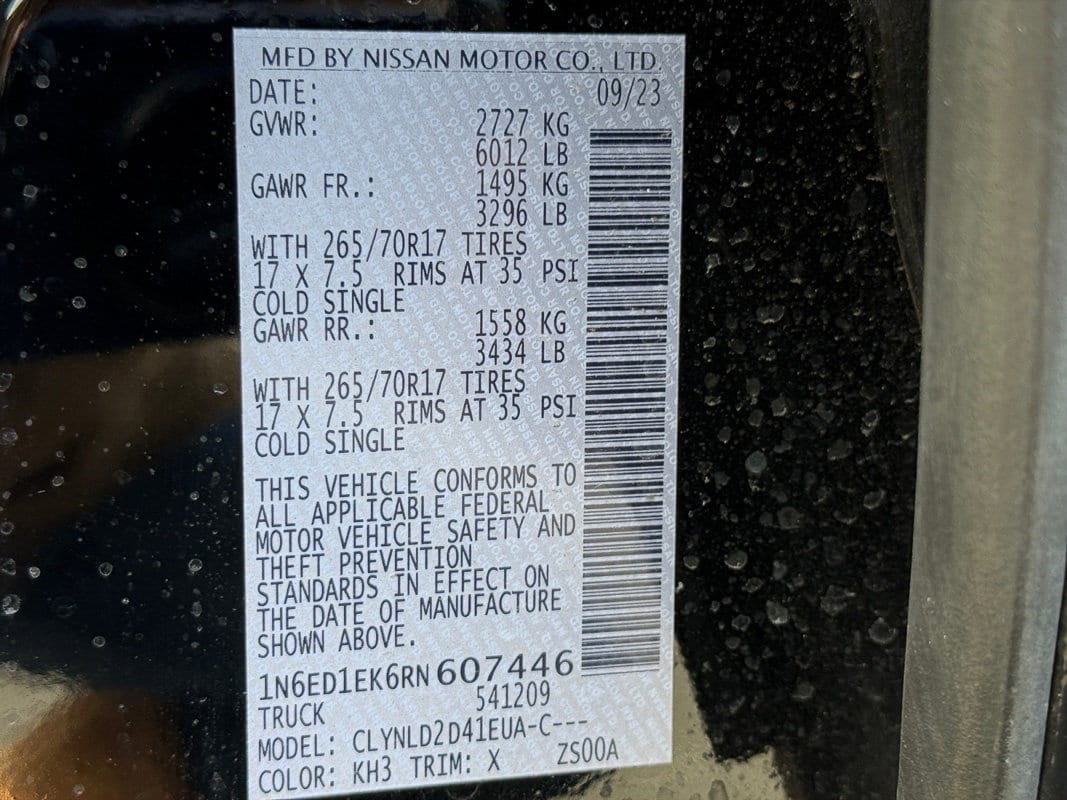 MFD BY NISSAN MOTOR CO., LTD.
DATE: 09/23
GVWR: 2727 KG
6012 LB
GAWR FR.: 1495 KG
3296 LB
WITH 265/70R17 TIRES
17 X 7.5 RIMS AT 35 PSI
COLD SINGLE
GAWR RR.: 1558 KG
3434 LB
WITH 265/70R17 TIRES
17 X 7.5 RIMS AT 35 PSI
COLD SINGLE
THIS VEHICLE CONFORMS TO
ALL APPLICABLE FEDERAL
MOTOR VEHICLE SAFETY AND
THEFT PREVENTION
STANDARDS IN EFFECT ON
THE DATE OF MANUFACTURE
SHOWN ABOVE.
1N6ED1EK6RN607446
TRUCK 541209
MODEL: CLYNLD2D41EUA-C---
COLOR: KH3 TRIM: X ZS00A